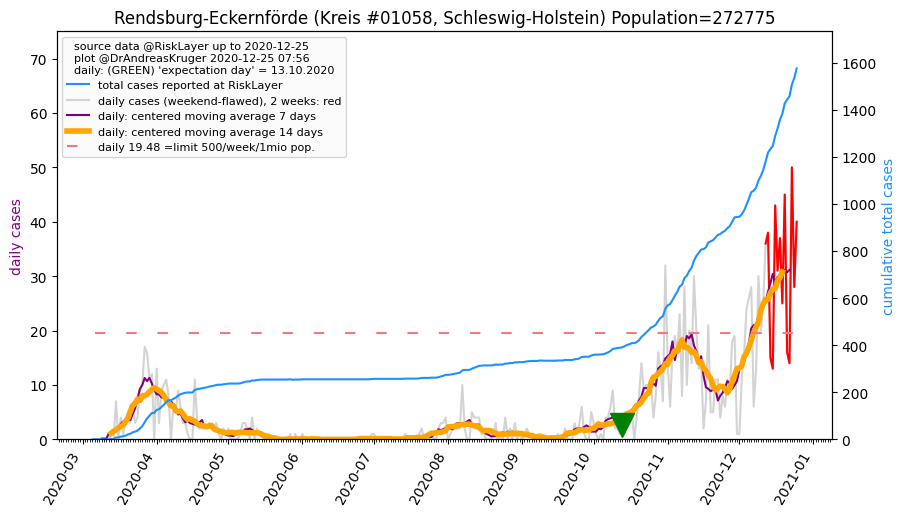 Rendsburg-Eckernförde (Kreis #01058, Schleswig-Holstein) Population=272775
source data @RiskLayer up to 2020-12-25
plot @DrAndreasKruger 2020-12-25 07:56
daily: (GREEN) 'expectation day' = 13.10.2020
total cases reported at RiskLayer
daily cases (weekend-flawed), 2 weeks: red
daily: centered moving average 7 days
daily: centered moving average 14 days
daily 19.48 =limit 500/week/1mio pop.
daily cases
70
60
50
40
30
20
10
0
cumulative total cases
1600
1400
1200
1000
800
600
400
200
0
2020-03
2020-04
2020-05
2020-06
2020-07
2020-08
2020-09
2020-10
2020-11
2020-12
2021-01